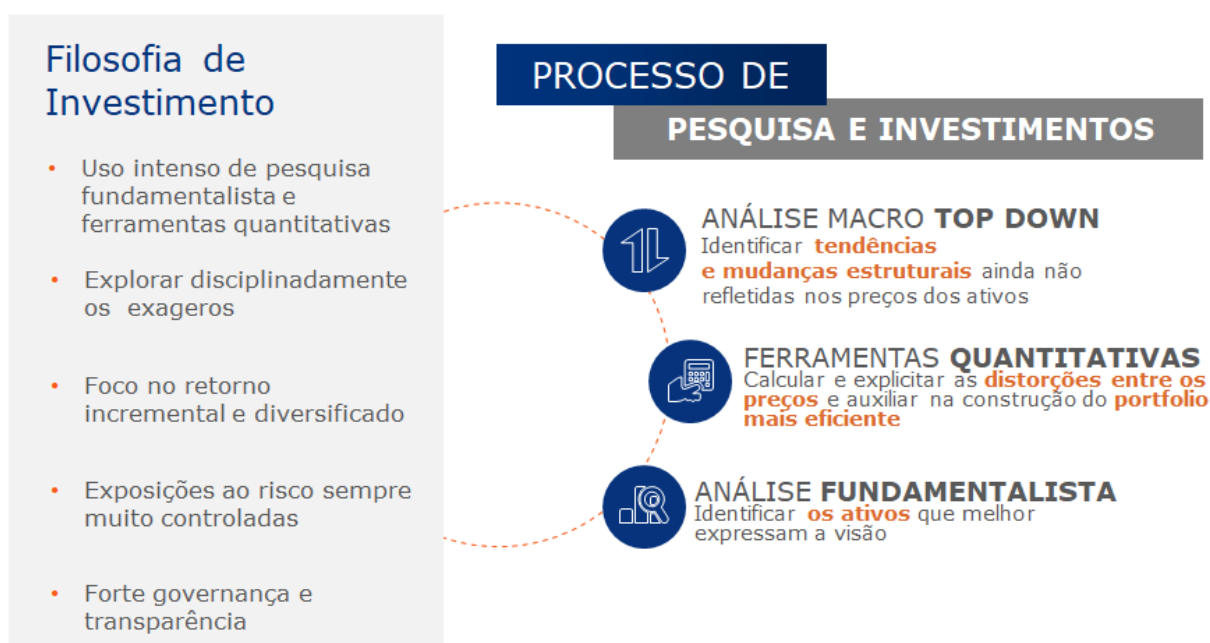 Filosofia de
Investimento
• Uso intenso de pesquisa
fundamentalista e
ferramentas quantitativas
• Explorar disciplinadamente
os exageros
• Foco no retorno
incremental e diversificado
• Exposições ao risco sempre
muito controladas
• Forte governança e
transparência
PROCESSO DE
PESQUISA E INVESTIMENTOS
ANÁLISE MACRO TOP DOWN
Identificar tendências
e mudanças estruturais ainda não
refletidas nos preços dos ativos
FERRAMENTAS QUANTITATIVAS
Calcular e explicitar as distorções entre os
preços e auxiliar na construção do portfolio
mais eficiente
ANÁLISE FUNDAMENTALISTA
Identificar os ativos que melhor
expressam a visão